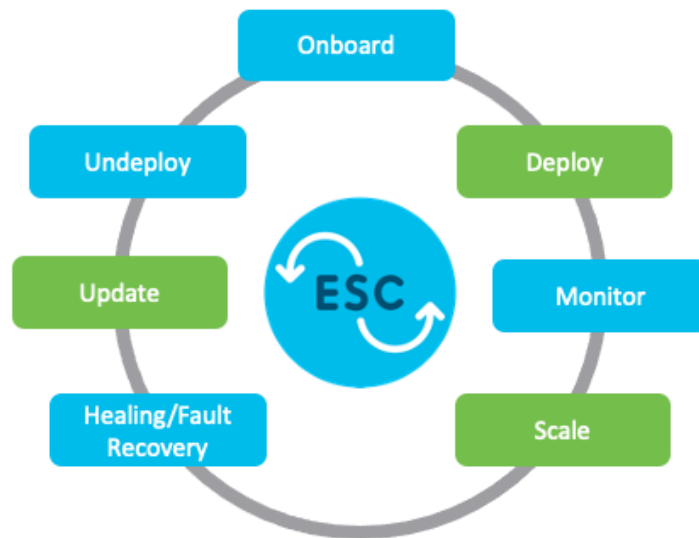 Onboard
Undeploy
Deploy
Update
ESC
Monitor
Healing/Fault
Recovery
Scale